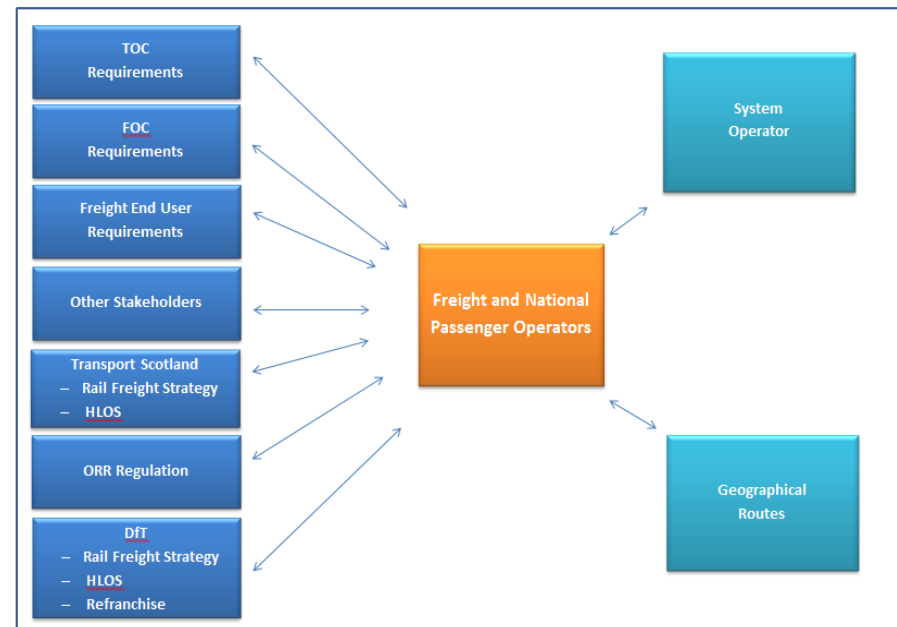 TOC
Requirements
FOC
Requirements
Freight End User
Requirements
Other Stakeholders
Transport Scotland
– Rail Freight Strategy
– HLOS
ORR Regulation
DfT
– Rail Freight Strategy
– HLOS
– Refranchise
Freight and National
Passenger Operators
System
Operator
Geographical
Routes